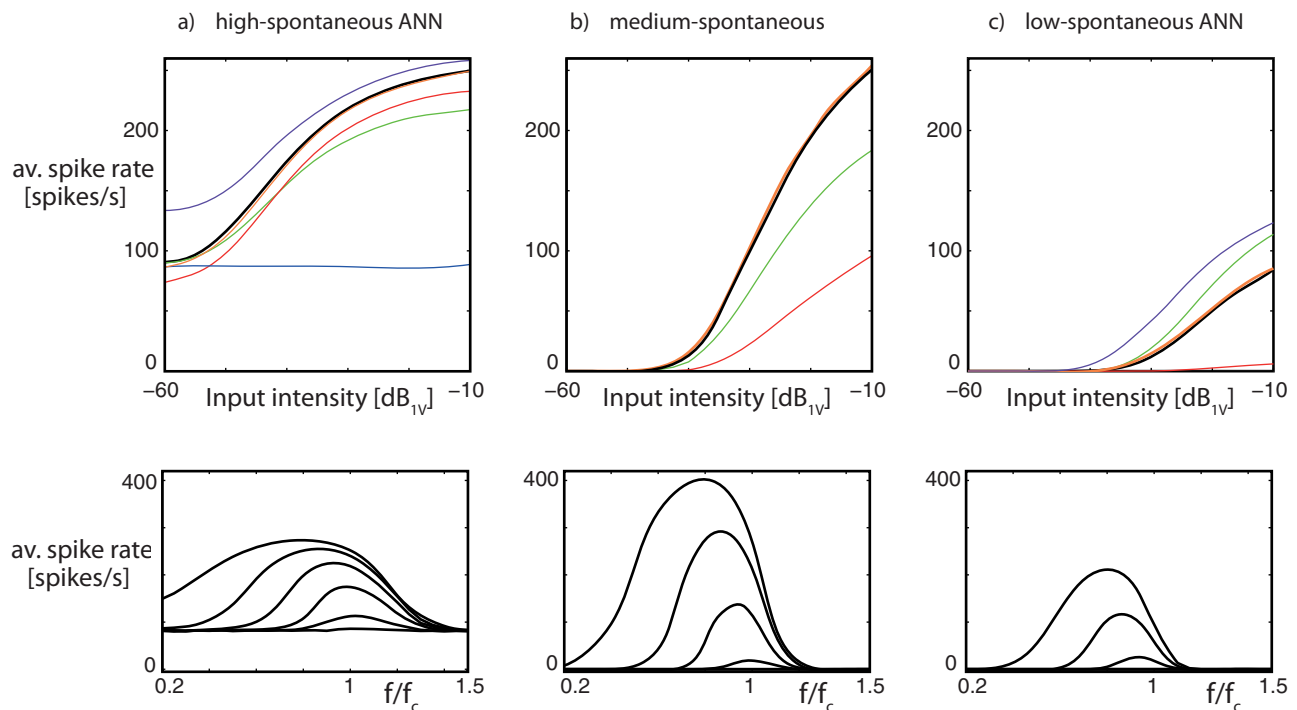 a) high-spontaneous ANN
b) medium-spontaneous
c) low-spontaneous ANN
av. spike rate
[spikes/s]
200
100
0
−60
−10
Input intensity [dB1V]
200
100
0
−60
−10
Input intensity [dB1V]
200
100
0
−60
−10
Input intensity [dB1V]
av. spike rate
[spikes/s]
400
0
0.2
1
f/fc
1.5
400
0
0.2
1
f/fc
1.5
400
0
0.2
1
f/fc
1.5